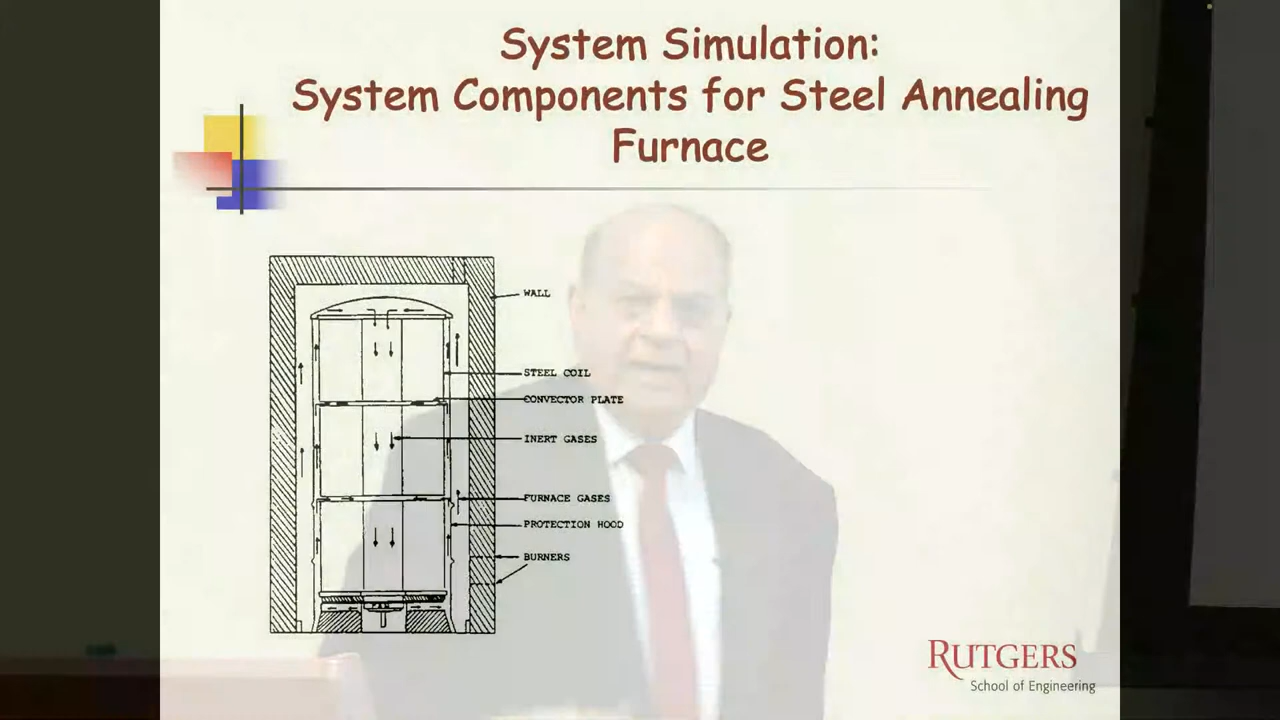 System Simulation:
System Components for Steel Annealing
Furnace
WALL
STEEL COIL
CONVECTOR PLATE
INERT GASES
FURNACE GASES
PROTECTION HOOD
BURNERS
FAN
RUTGERS
School of Engineering